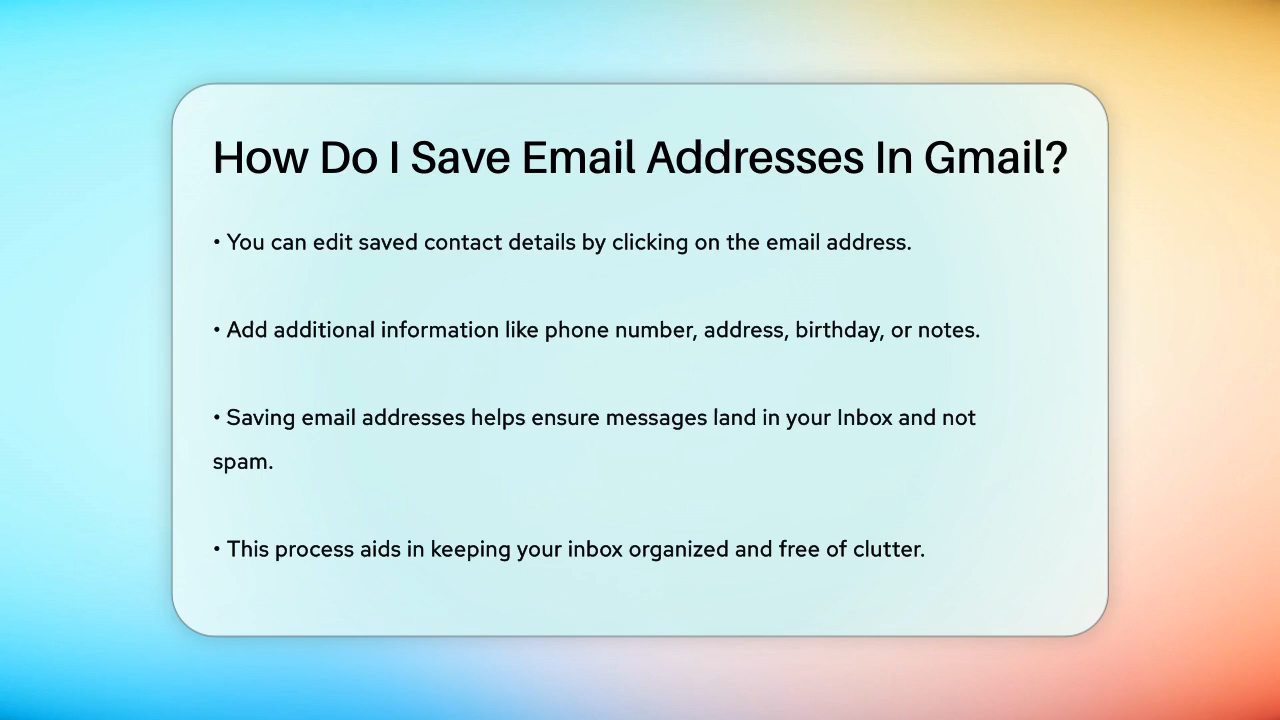 How Do I Save Email Addresses In Gmail?
• You can edit saved contact details by clicking on the email address.
• Add additional information like phone number, address, birthday, or notes.
• Saving email addresses helps ensure messages land in your Inbox and not
spam.
• This process aids in keeping your inbox organized and free of clutter.